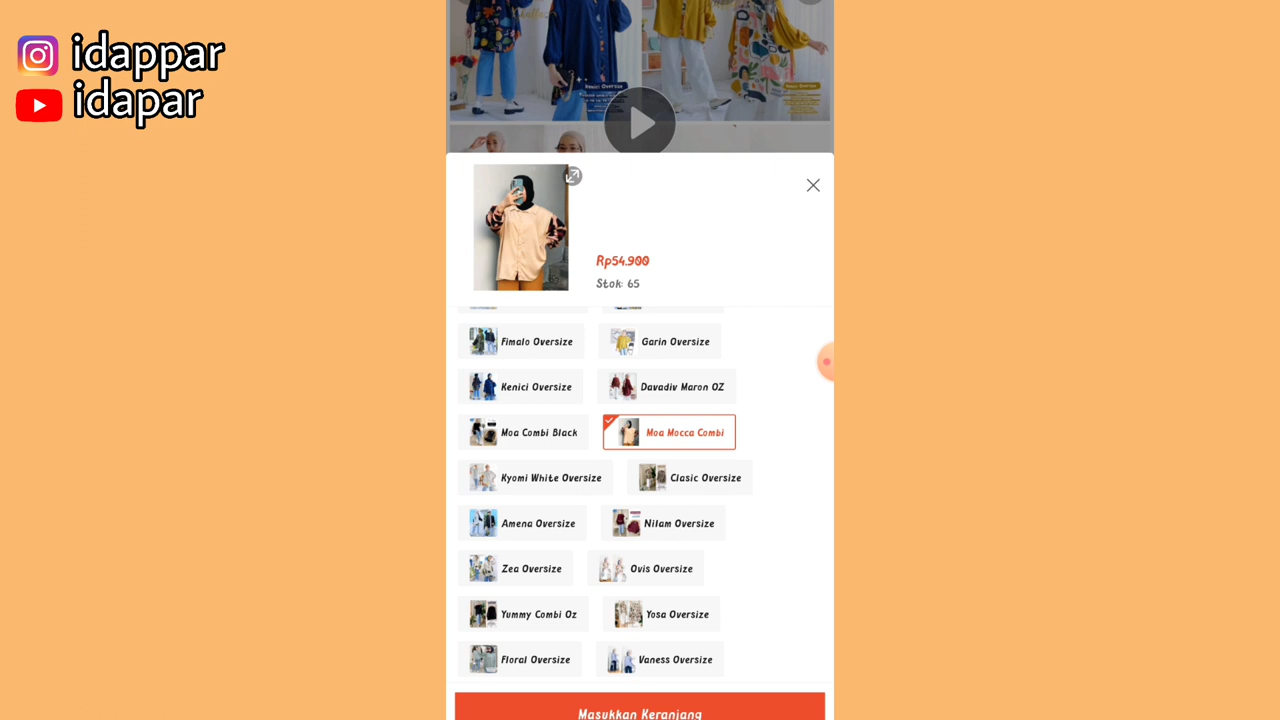 idappar
idapar
Kenici Oversize
Rp54.900
Stok: 65
Fimalo Oversize
Garin Oversize
Kenici Oversize
Davadiv Maron OZ
Moa Combi Black
Moa Mocca Combi
Kyomi White Oversize
Clasic Oversize
Amena Oversize
Nilam Oversize
Zea Oversize
Ovis Oversize
Yummy Combi Oz
Yosa Oversize
Floral Oversize
Vaness Oversize
Masukkan Keranjang